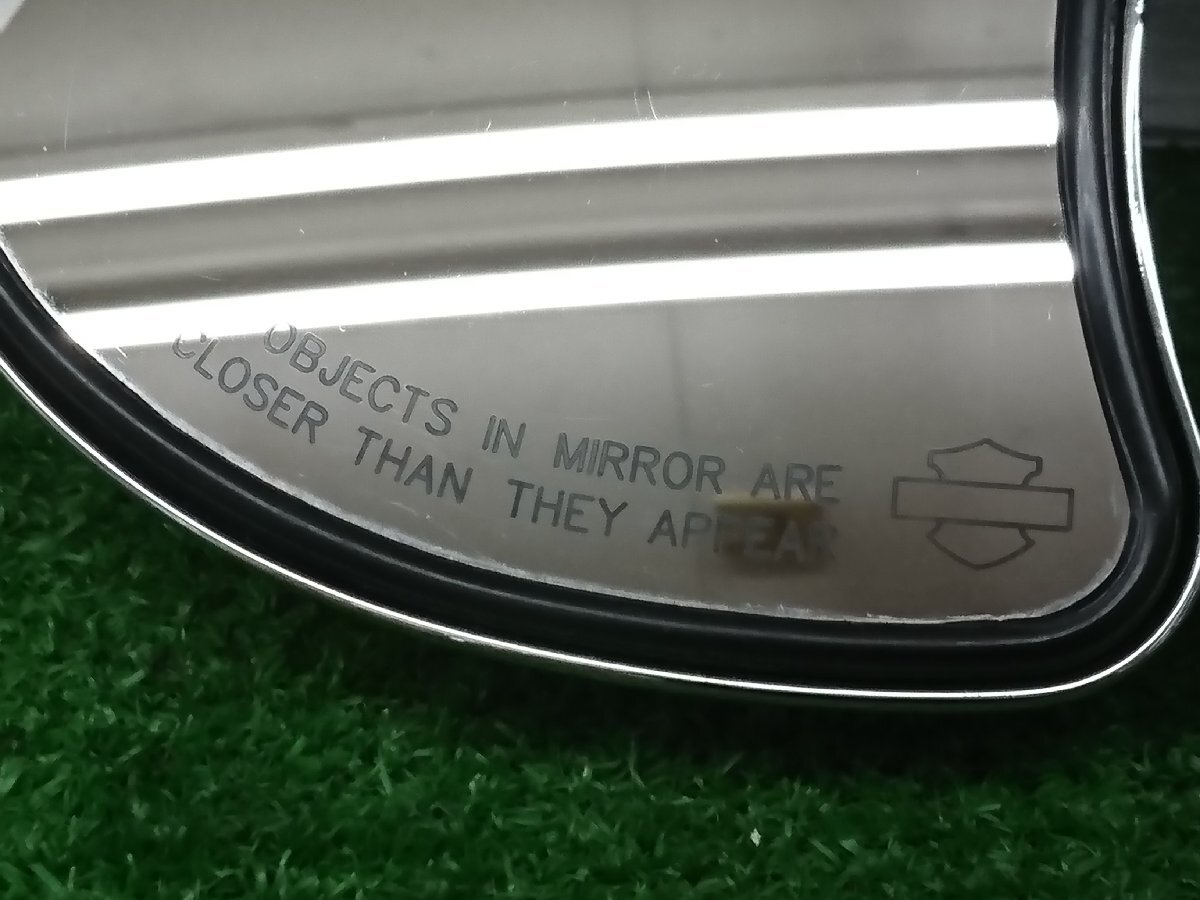 OBJECTS IN MIRROR ARE
CLOSER THAN THEY APPEAR